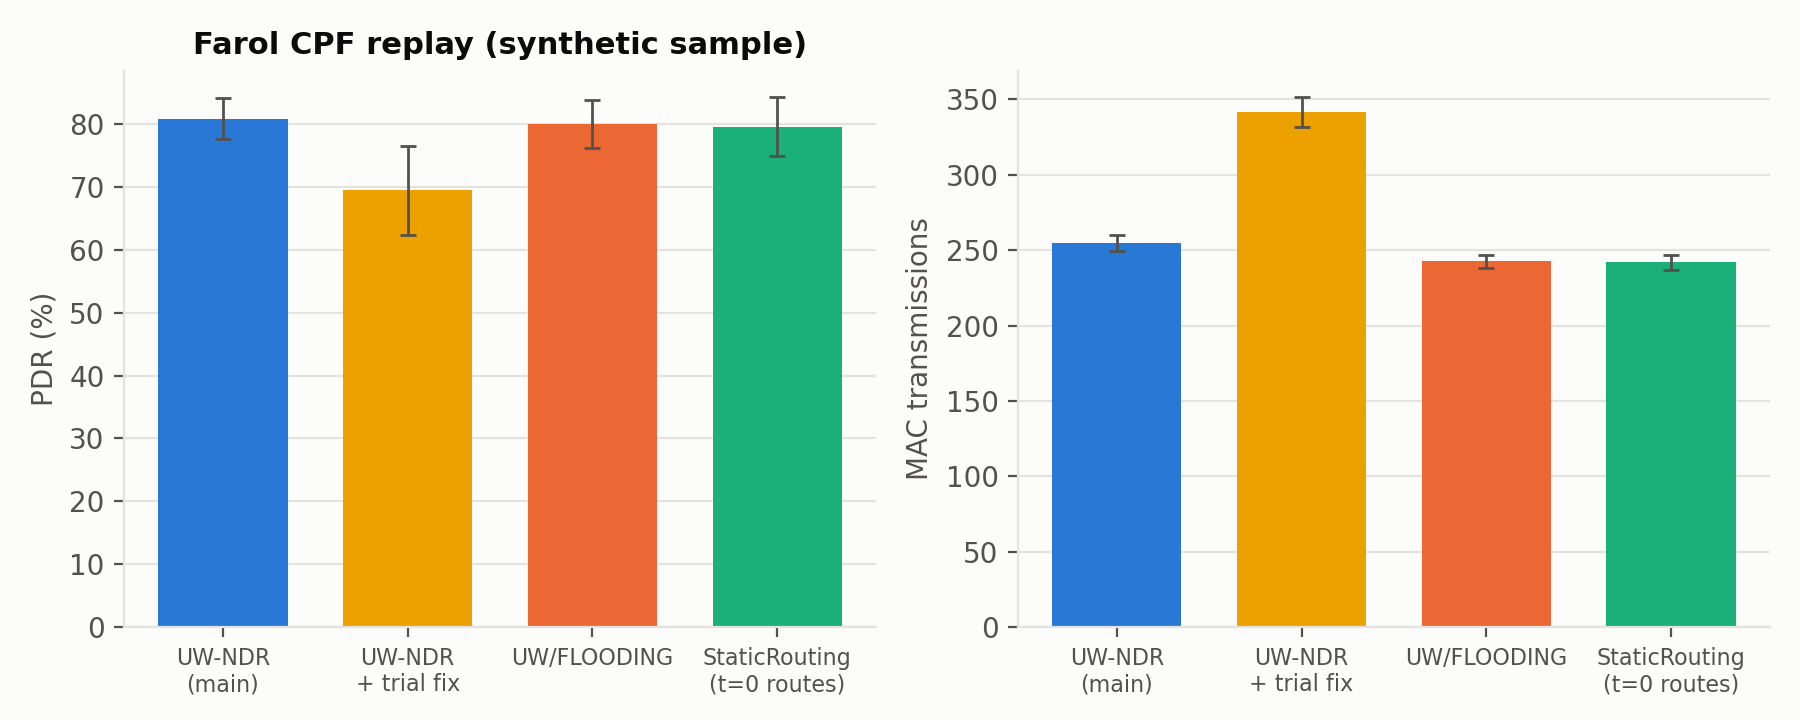 Farol CPF replay (synthetic sample)
PDR (%)
80
70
60
50
40
30
20
10
0
UW-NDR
(main)
UW-NDR
+ trial fix
UW/FLOODING
StaticRouting
(t=0 routes)
MAC transmissions
350
300
250
200
150
100
50
0
UW-NDR
(main)
UW-NDR
+ trial fix
UW/FLOODING
StaticRouting
(t=0 routes)